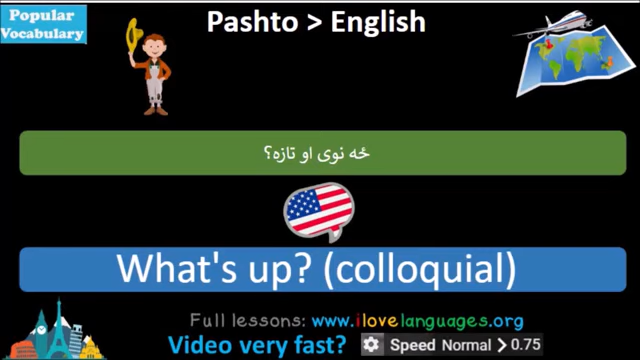 Popular
Vocabulary
Pashto > English
څه نوی او تازه؟
What's up? (colloquial)
Full lessons: www.ilovelanguages.org
Video very fast? Speed Normal > 0.75